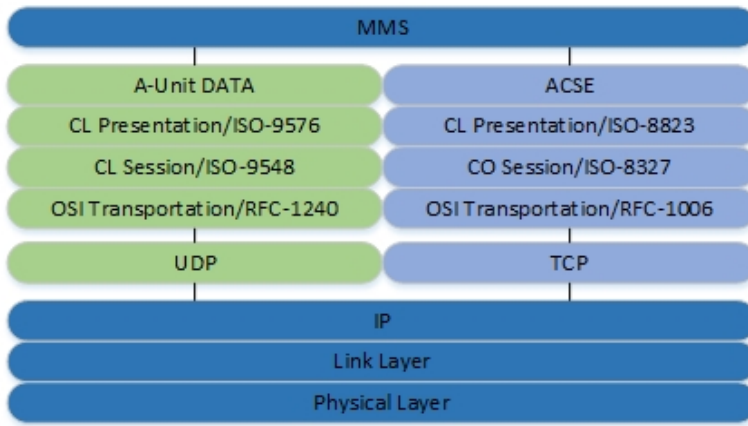 MMS
A-Unit DATA
ACSE
CL Presentation/ISO-9576
CL Presentation/ISO-8823
CL Session/ISO-9548
CO Session/ISO-8327
OSI Transportation/RFC-1240
OSI Transportation/RFC-1006
UDP
TCP
IP
Link Layer
Physical Layer